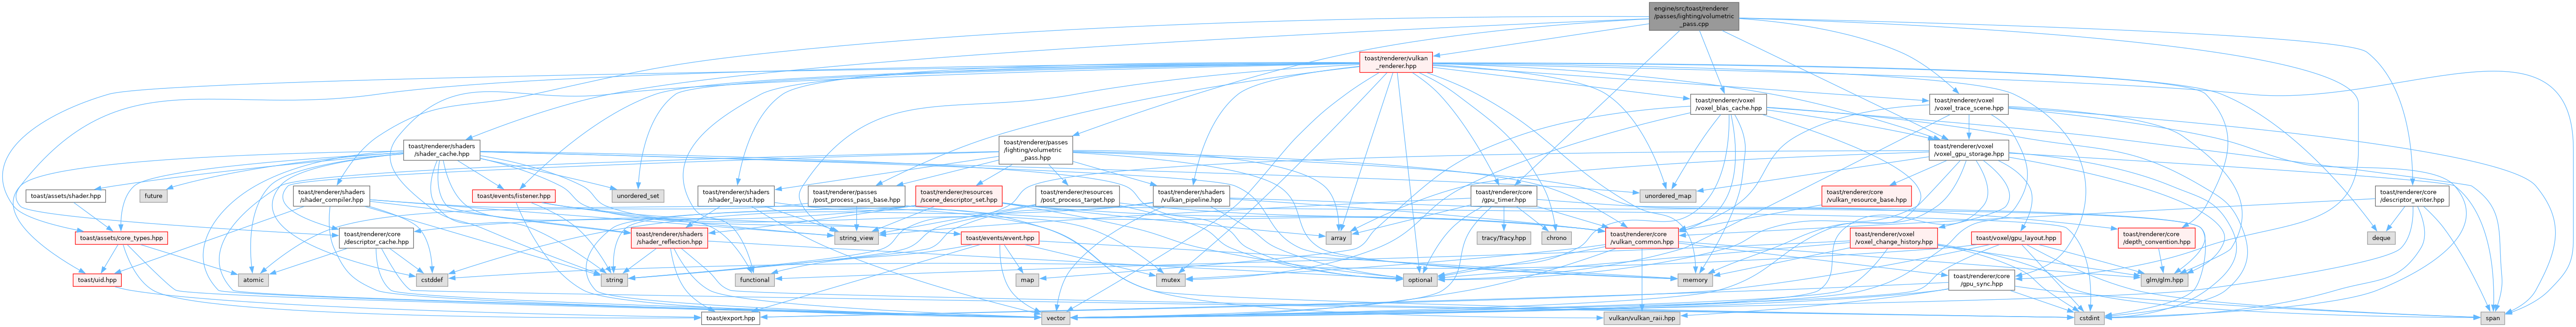 engine/src/toast/renderer
/passes/lighting/volumetric
_pass.cpp
toast/renderer/vulkan
_renderer.hpp
toast/renderer/voxel
/voxel_blas_cache.hpp
toast/renderer/voxel
/voxel_trace_scene.hpp
toast/renderer/shaders
/shader_cache.hpp
toast/renderer/passes
/lighting/volumetric
_pass.hpp
toast/renderer/voxel
/voxel_gpu_storage.hpp
toast/assets/shader.hpp
future
toast/renderer/shaders
/shader_compiler.hpp
toast/events/listener.hpp
unordered_set
toast/renderer/shaders
/shader_layout.hpp
toast/renderer/passes
/post_process_pass_base.hpp
toast/renderer/resources
/scene_descriptor_set.hpp
toast/renderer/resources
/post_process_target.hpp
toast/renderer/shaders
/vulkan_pipeline.hpp
toast/renderer/core
/gpu_timer.hpp
unordered_map
toast/renderer/core
/vulkan_resource_base.hpp
toast/renderer/core
/descriptor_writer.hpp
toast/assets/core_types.hpp
toast/renderer/core
/descriptor_cache.hpp
toast/renderer/shaders
/shader_reflection.hpp
string_view
toast/events/event.hpp
array
toast/renderer/core
/vulkan_common.hpp
tracy/Tracy.hpp
chrono
toast/renderer/voxel
/voxel_change_history.hpp
toast/voxel/gpu_layout.hpp
toast/renderer/core
/depth_convention.hpp
deque
toast/uid.hpp
atomic
cstddef
string
functional
map
mutex
optional
memory
toast/renderer/core
/gpu_sync.hpp
glm/glm.hpp
toast/export.hpp
vector
vulkan/vulkan_raii.hpp
cstdint
span